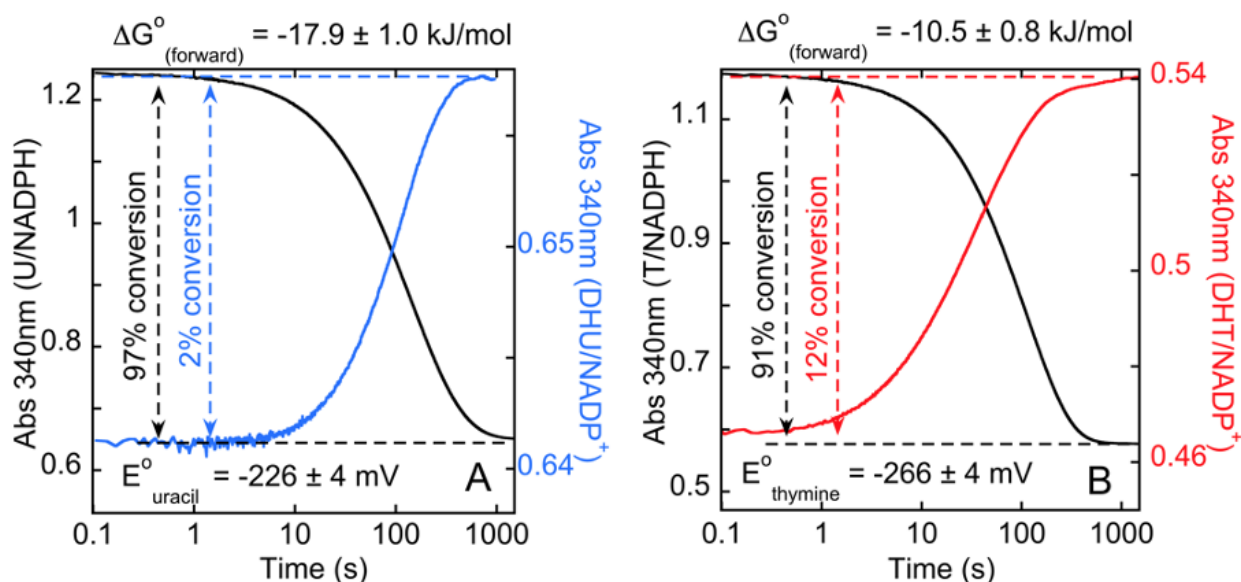 ΔG°(forward) = -17.9 ± 1.0 kJ/mol
Abs 340nm (U/NADPH)
1.2
1
0.8
0.6
97% conversion
2% conversion
0.65
0.64
Abs 340nm (DHU/NADP+)
E°uracil = -226 ± 4 mV
A
0.1
1
10
100
1000
Time (s)
ΔG°(forward) = -10.5 ± 0.8 kJ/mol
Abs 340nm (T/NADPH)
1.1
0.9
0.7
0.5
91% conversion
12% conversion
0.54
0.5
0.46
Abs 340nm (DHT/NADP+)
E°thymine = -266 ± 4 mV
B
0.1
1
10
100
1000
Time (s)